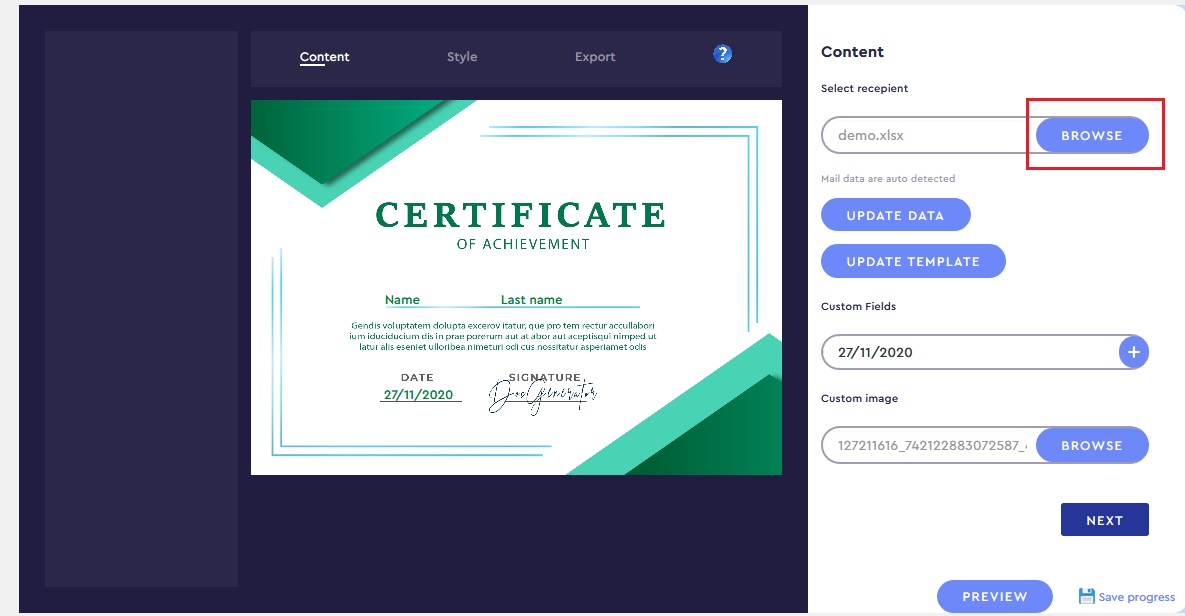 Content Style Export ?
CERTIFICATE
OF ACHIEVEMENT
Name Last name
Gendis voluptatem dolupta excerov itatur, que pro tem rectur accullabori
ium iduciducium dis in prae porerum aut at abor aut aceptisqui nimped ut
latur alis eseniet ulloribea nimeturi odi cus nossitatur asperiamet odis
DATE SIGNATURE
27/11/2020 DocGenerator
Content
Select recepient
demo.xlsx BROWSE
Mail data are auto detected
UPDATE DATA
UPDATE TEMPLATE
Custom Fields
27/11/2020 +
Custom image
127211616_742122883072587_ BROWSE
NEXT
PREVIEW Save progress